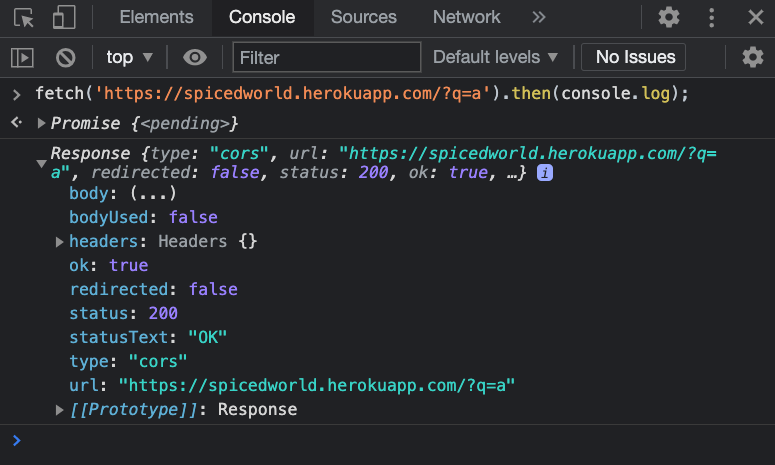 Elements Console Sources Network »
top ▼ Filter Default levels ▼ No Issues
> fetch('https://spicedworld.herokuapp.com/?q=a').then(console.log);
Promise {<pending>}
Response {type: "cors", url: "https://spicedworld.herokuapp.com/?q=
a", redirected: false, status: 200, ok: true, …} i
body: (...)
bodyUsed: false
headers: Headers {}
ok: true
redirected: false
status: 200
statusText: "OK"
type: "cors"
url: "https://spicedworld.herokuapp.com/?q=a"
[[Prototype]]: Response
>